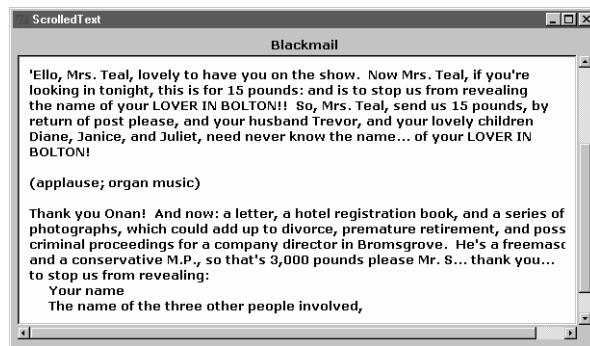 ScrolledText
Blackmail
'Ello, Mrs. Teal, lovely to have you on the show.  Now Mrs. Teal, if you're
looking in tonight, this is for 15 pounds: and is to stop us from revealing
the name of your LOVER IN BOLTON!!  So, Mrs. Teal, send us 15 pounds, by
return of post please, and your husband Trevor, and your lovely children
Diane, Janice, and Juliet, need never know the name... of your LOVER IN
BOLTON!
(applause; organ music)
Thank you Onan!  And now: a letter, a hotel registration book, and a series of
photographs, which could add up to divorce, premature retirement, and poss
criminal proceedings for a company director in Bromsgrove.  He's a freemaso
and a conservative M.P., so that's 3,000 pounds please Mr. S... thank you...
to stop us from revealing:
Your name
The name of the three other people involved,